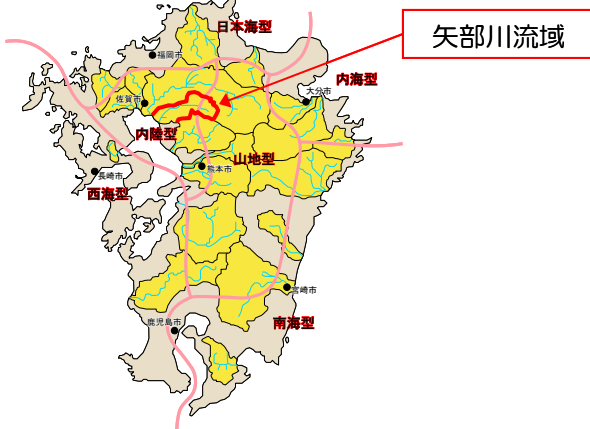 日本海型
矢部川流域
福岡市
内海型
大分市
佐賀市
内陸型
山地型
熊本市
長崎市
西海型
宮崎市
鹿児島市
南海型